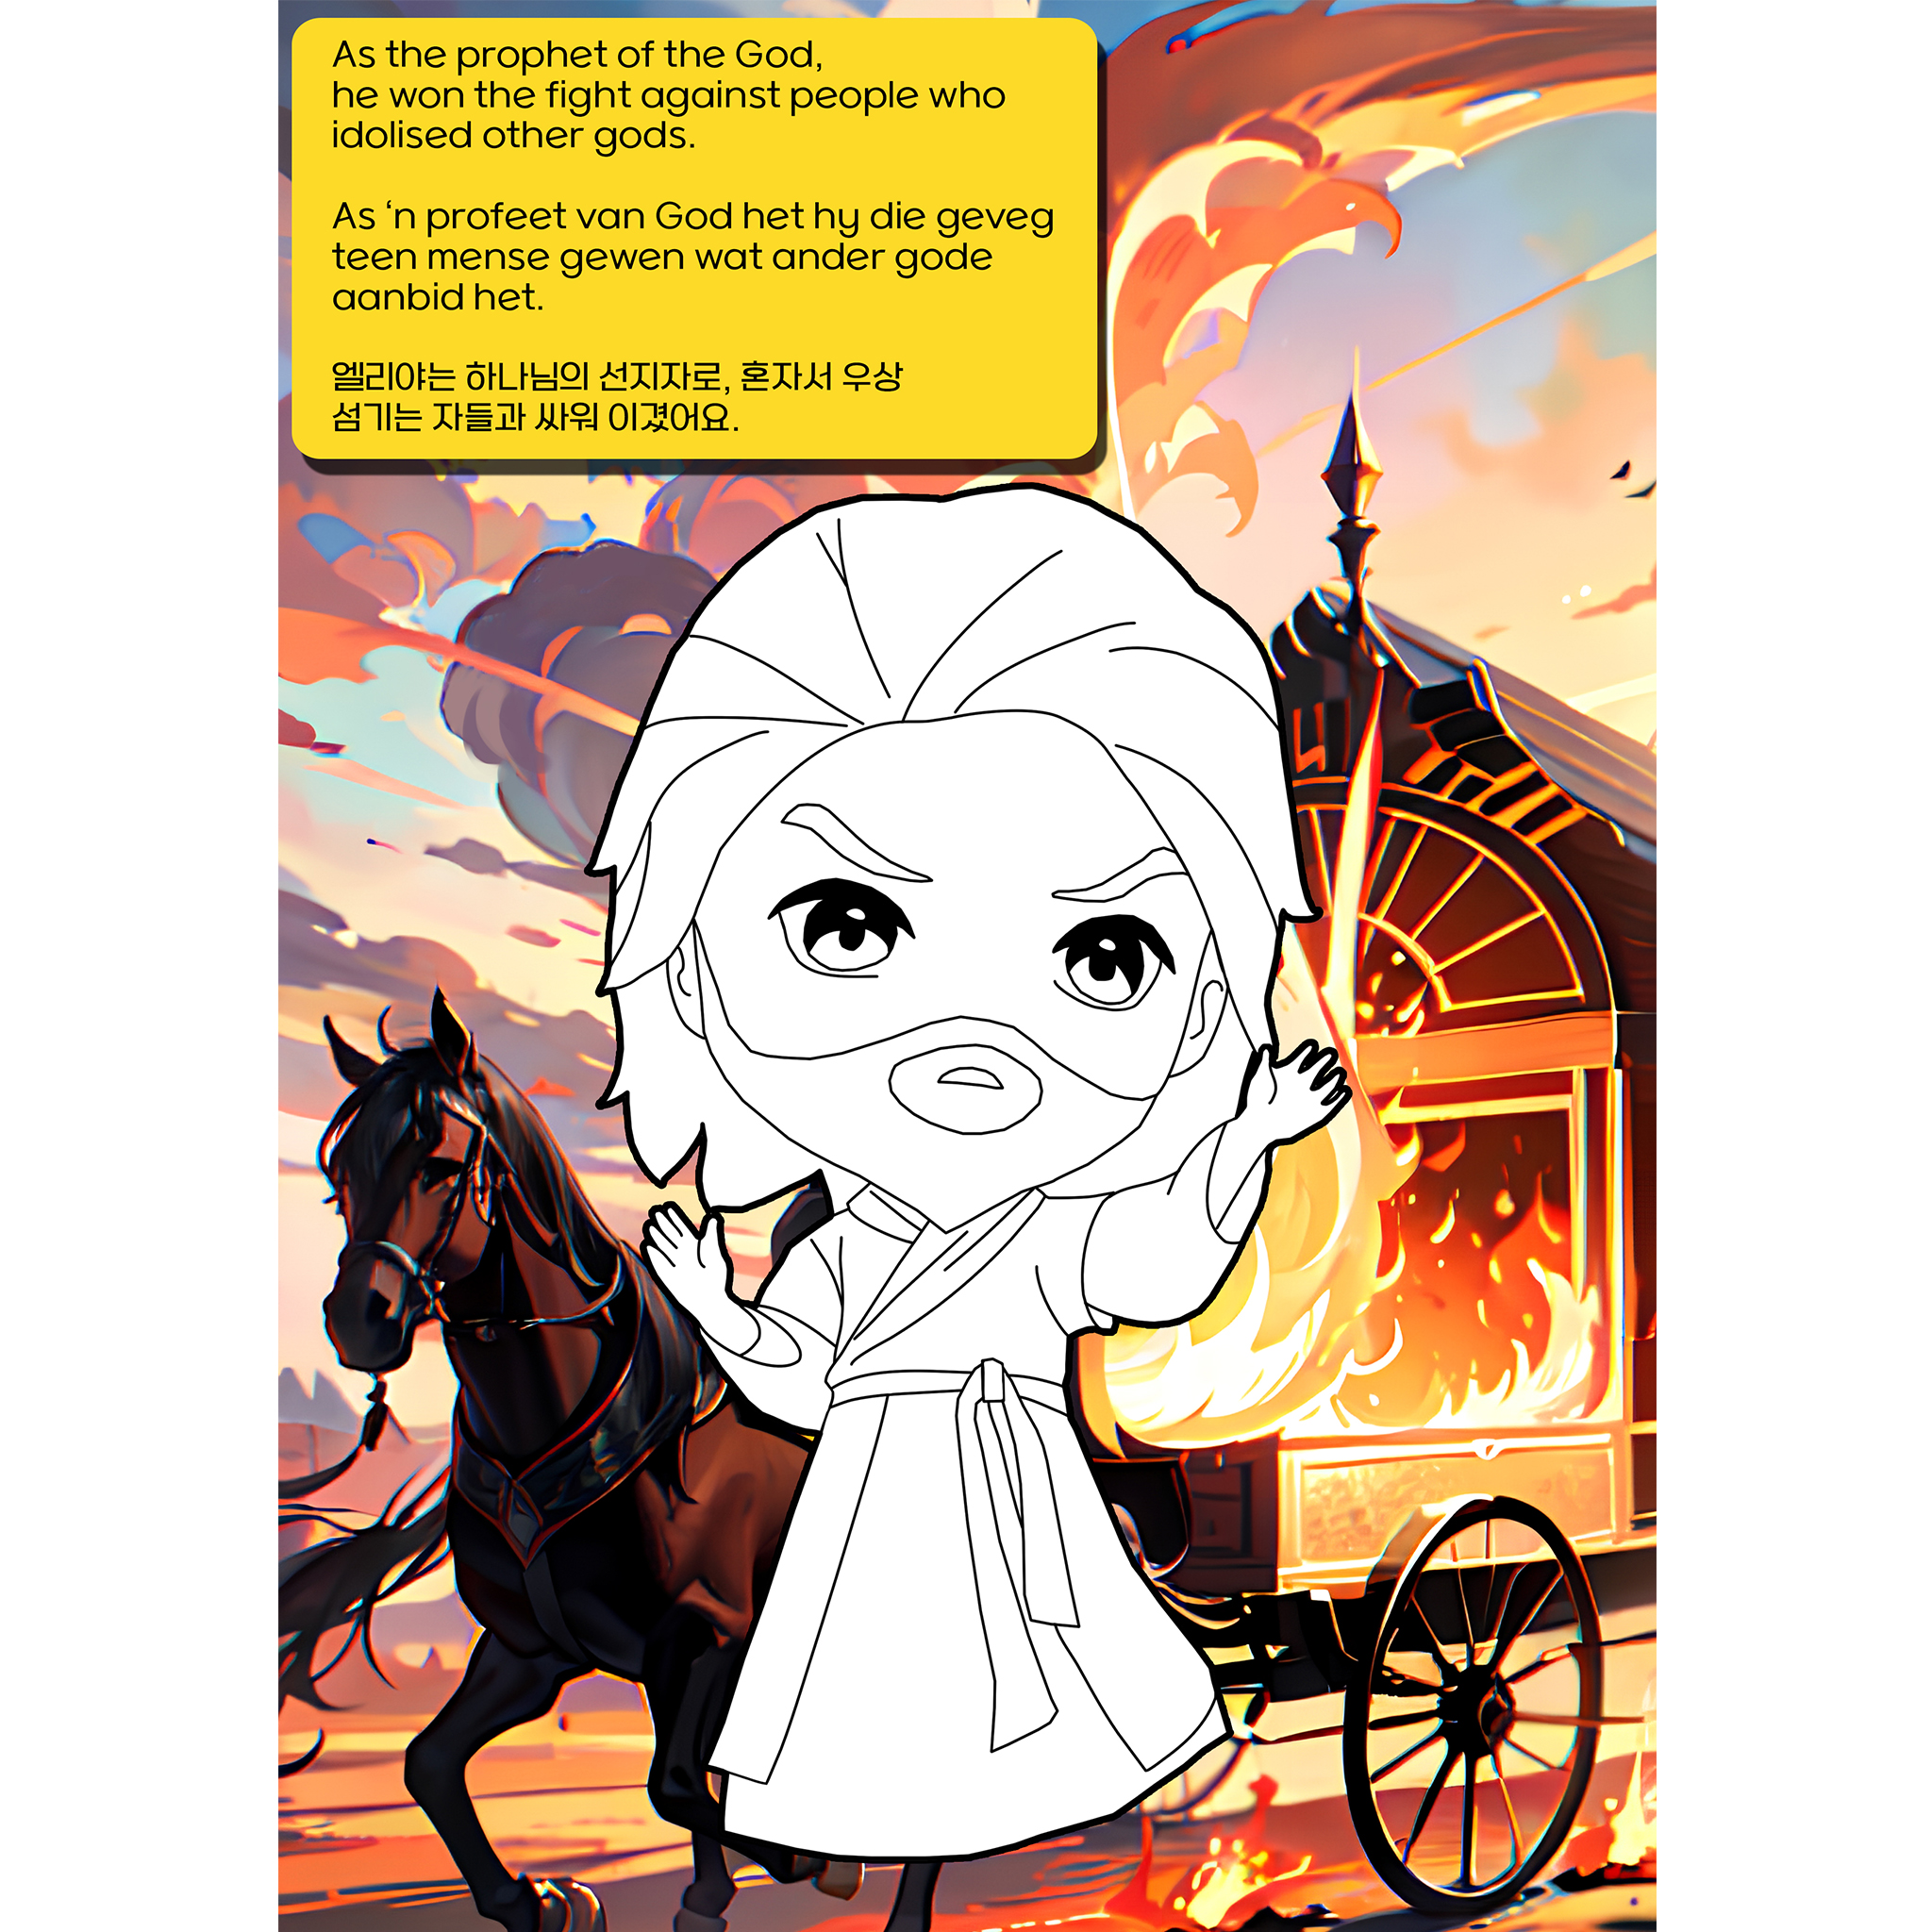 As the prophet of the God,
he won the fight against people who
idolised other gods.
As ‘n profeet van God het hy die geveg
teen mense gewen wat ander gode
aanbid het.
엘리야는 하나님의 선지자로, 혼자서 우상
섬기는 자들과 싸워 이겼어요.